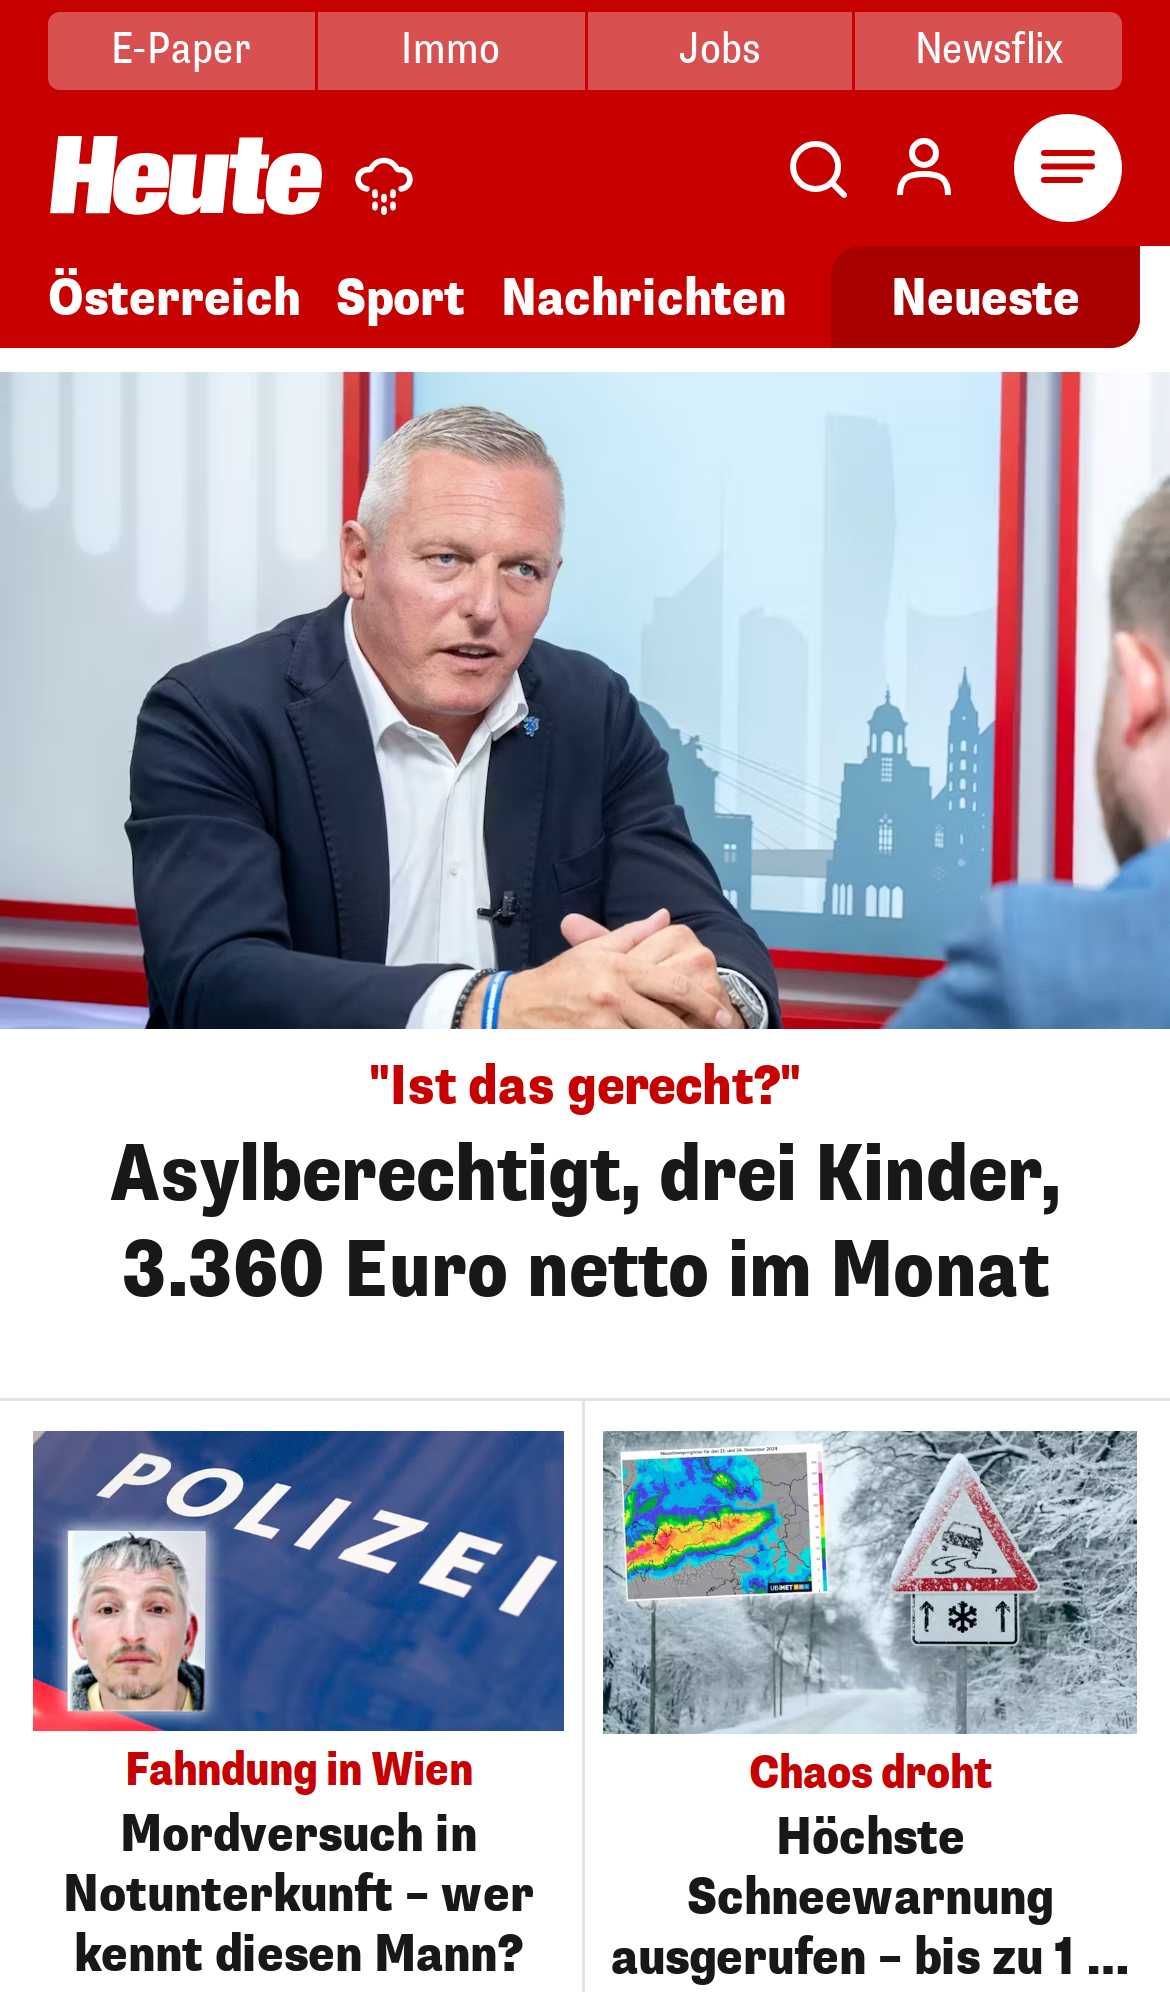 E-Paper
Immo
Jobs
Newsflix
Heute
Österreich
Sport
Nachrichten
Neueste
"Ist das gerecht?"
Asylberechtigt, drei Kinder,
3.360 Euro netto im Monat
POLIZEI
Fahndung in Wien
Mordversuch in
Notunterkunft – wer
kennt diesen Mann?
UBIMET
Chaos droht
Höchste
Schneewarnung
ausgerufen – bis zu 1 ...